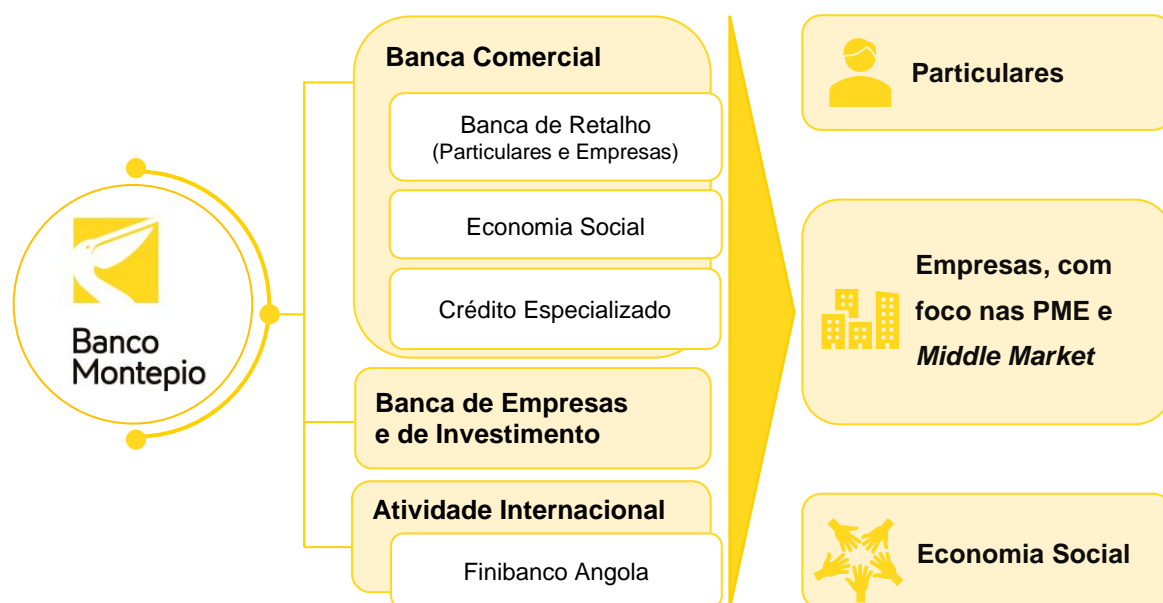 Banco
Montepio
Banca Comercial
Banca de Retalho
(Particulares e Empresas)
Economia Social
Crédito Especializado
Banca de Empresas
e de Investimento
Atividade Internacional
Finibanco Angola
Particulares
Empresas, com
foco nas PME e
Middle Market
Economia Social